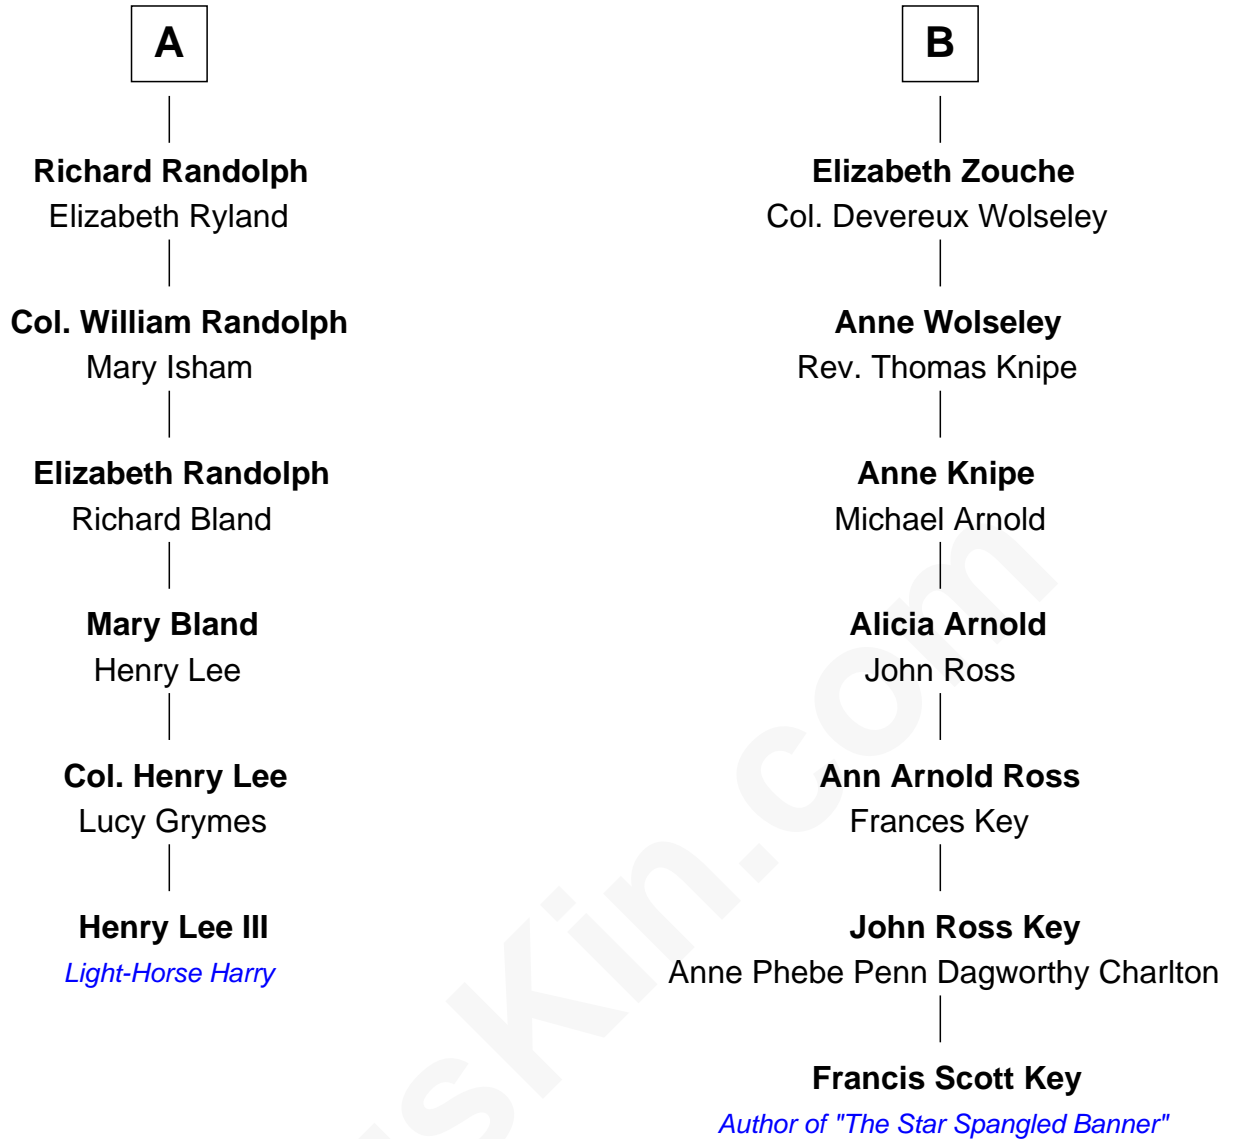 A
Richard Randolph
Elizabeth Ryland
Col. William Randolph
Mary Isham
Elizabeth Randolph
Richard Bland
Mary Bland
Henry Lee
Col. Henry Lee
Lucy Grymes
Henry Lee III
Light-Horse Harry
B
Elizabeth Zouche
Col. Devereux Wolseley
Anne Wolseley
Rev. Thomas Knipe
Anne Knipe
Michael Arnold
Alicia Arnold
John Ross
Ann Arnold Ross
Frances Key
John Ross Key
Anne Phebe Penn Dagworthy Charlton
Francis Scott Key
Author of "The Star Spangled Banner"
sKin.com